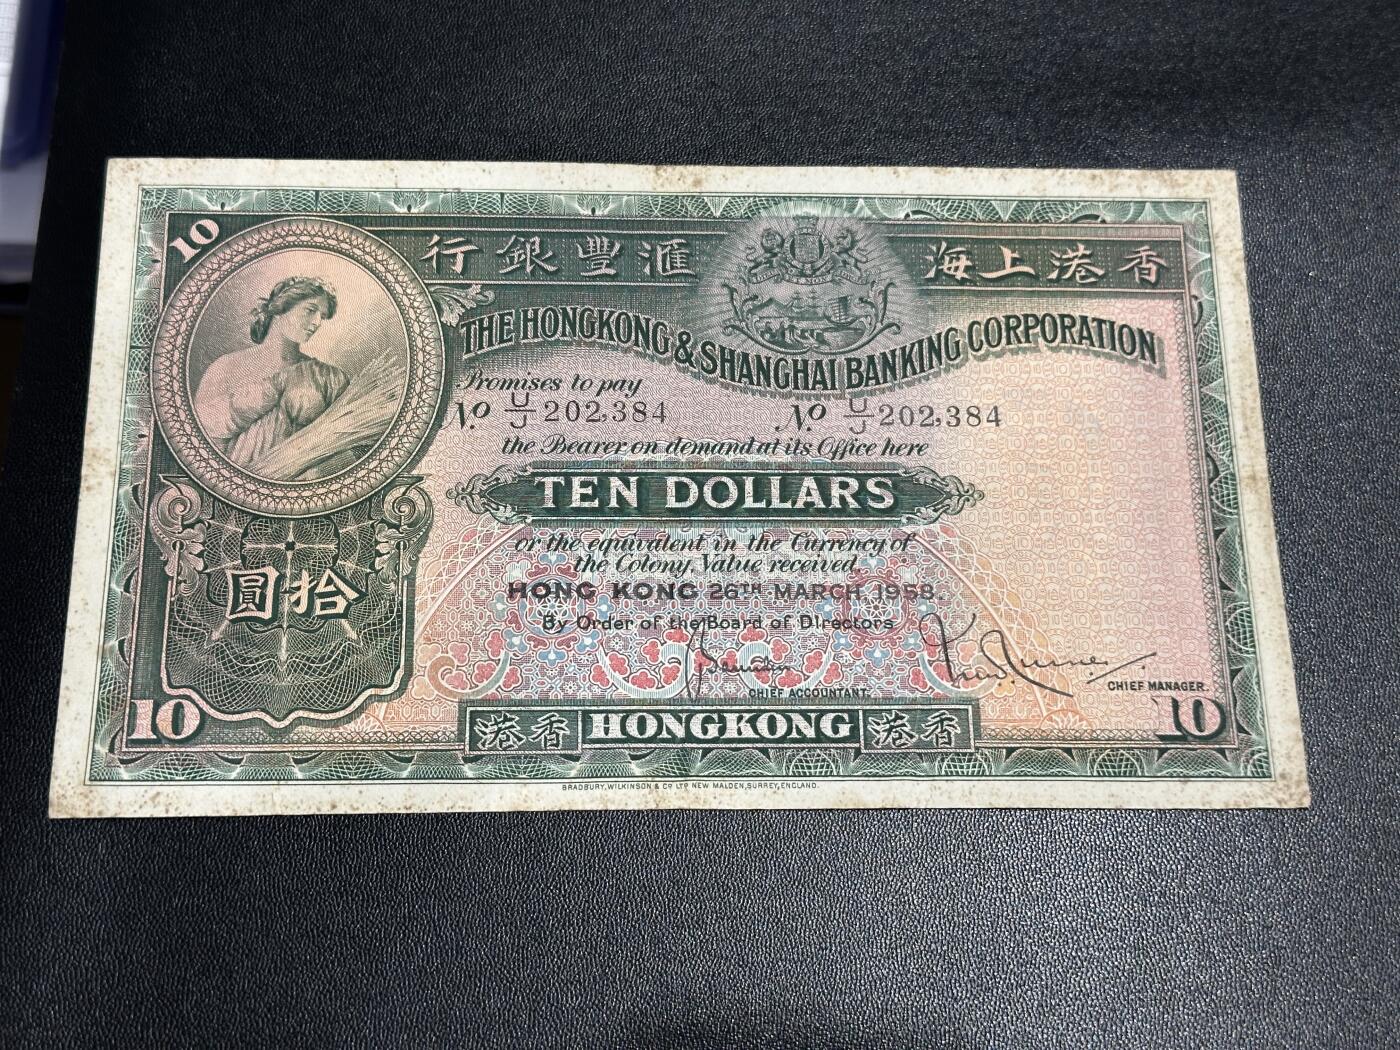 10
行銀豐滙 海上港香
THE HONGKONG & SHANGHAI BANKING CORPORATION
Promises to pay
No. U/J 202,384 No. U/J 202,384
the Bearer on demand at its Office here
TEN DOLLARS
or the equivalent in the Currency of
the Colony, Value received.
圓拾
HONG KONG 26TH MARCH 1958.
By Order of the Board of Directors
CHIEF ACCOUNTANT.
CHIEF MANAGER.
10 港香 HONGKONG 港香 10
BRADBURY, WILKINSON & Co LTD NEW MALDEN, SURREY, ENGLAND.